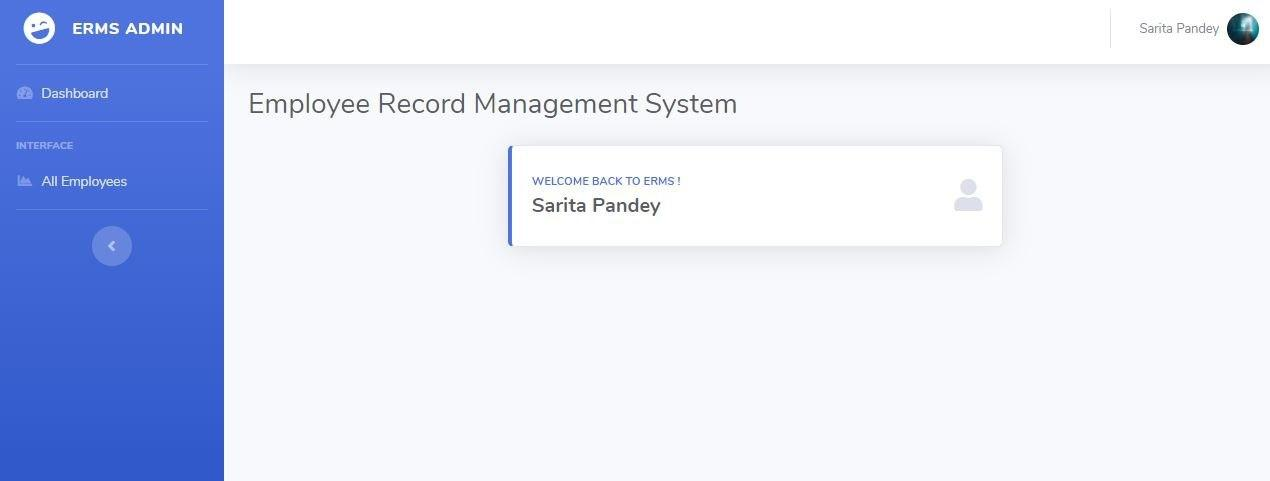 ERMS ADMIN
Sarita Pandey
Dashboard
Employee Record Management System
INTERFACE
All Employees
WELCOME BACK TO ERMS !
Sarita Pandey